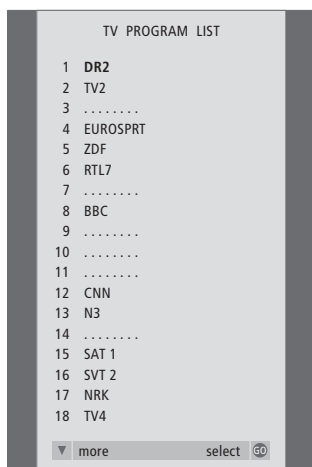 TV PROGRAM LIST
1 DR2
2 TV2
3 . . . . . . . .
4 EUROSPRT
5 ZDF
6 RTL7
7 . . . . . . . .
8 BBC
9 . . . . . . . .
10 . . . . . . . .
11 . . . . . . . .
12 CNN
13 N3
14 . . . . . . . .
15 SAT 1
16 SVT 2
17 NRK
18 TV4
▼ more select GO